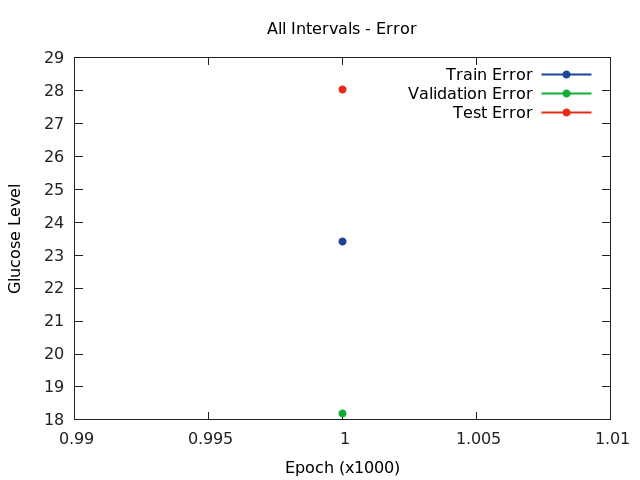 All Intervals - Error
29
28
27
26
25
24
23
22
21
20
19
18
Glucose Level
Train Error
Validation Error
Test Error
0.99 0.995 1 1.005 1.01
Epoch (x1000)